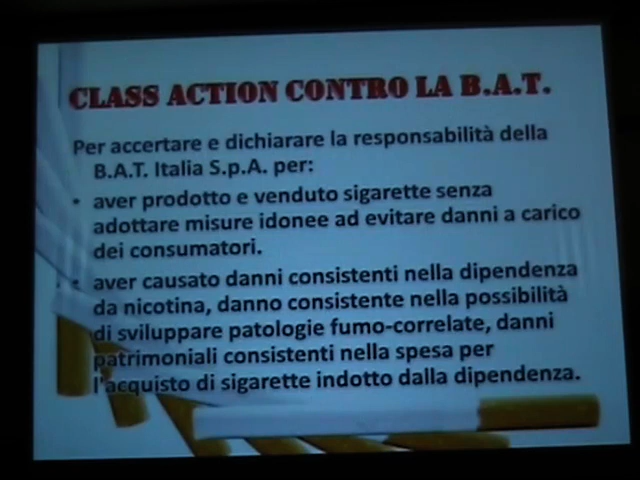 CLASS ACTION CONTRO LA B.A.T.
Per accertare e dichiarare la responsabilità della
B.A.T. Italia S.p.A. per:
• aver prodotto e venduto sigarette senza
adottare misure idonee ad evitare danni a carico
dei consumatori.
• aver causato danni consistenti nella dipendenza
da nicotina, danno consistente nella possibilità
di sviluppare patologie fumo-correlate, danni
patrimoniali consistenti nella spesa per
l'acquisto di sigarette indotto dalla dipendenza.